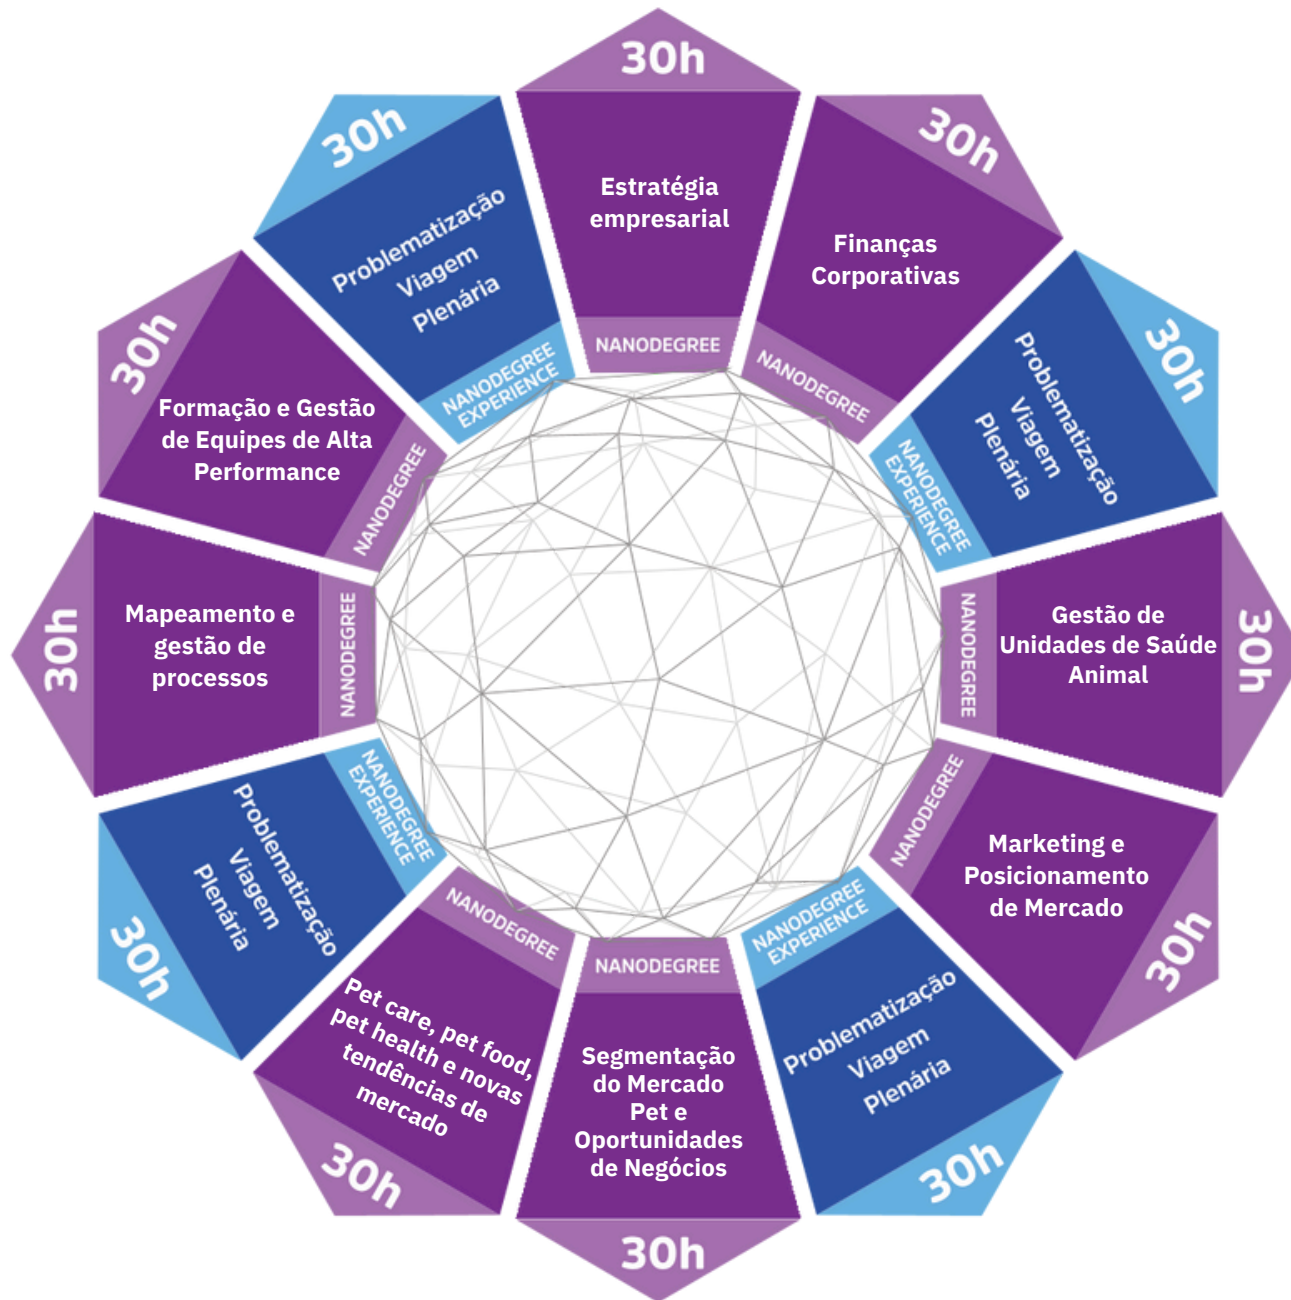 30h
Estratégia
empresarial
NANODEGREE
30h
Finanças
Corporativas
NANODEGREE
30h
Problematização
Viagem
Plenária
NANODEGREE
EXPERIENCE
30h
Gestão de
Unidades de Saúde
Animal
NANODEGREE
30h
Marketing e
Posicionamento
de Mercado
NANODEGREE
30h
Problematização
Viagem
Plenária
NANODEGREE
EXPERIENCE
30h
Segmentação
do Mercado
Pet e
Oportunidades
de Negócios
NANODEGREE
30h
Pet care, pet food,
pet health e novas
tendências de
mercado
NANODEGREE
30h
Problematização
Viagem
Plenária
NANODEGREE
EXPERIENCE
30h
Mapeamento e
gestão de
processos
NANODEGREE
30h
Formação e Gestão
de Equipes de Alta
Performance
NANODEGREE
30h
Problematização
Viagem
Plenária
NANODEGREE
EXPERIENCE